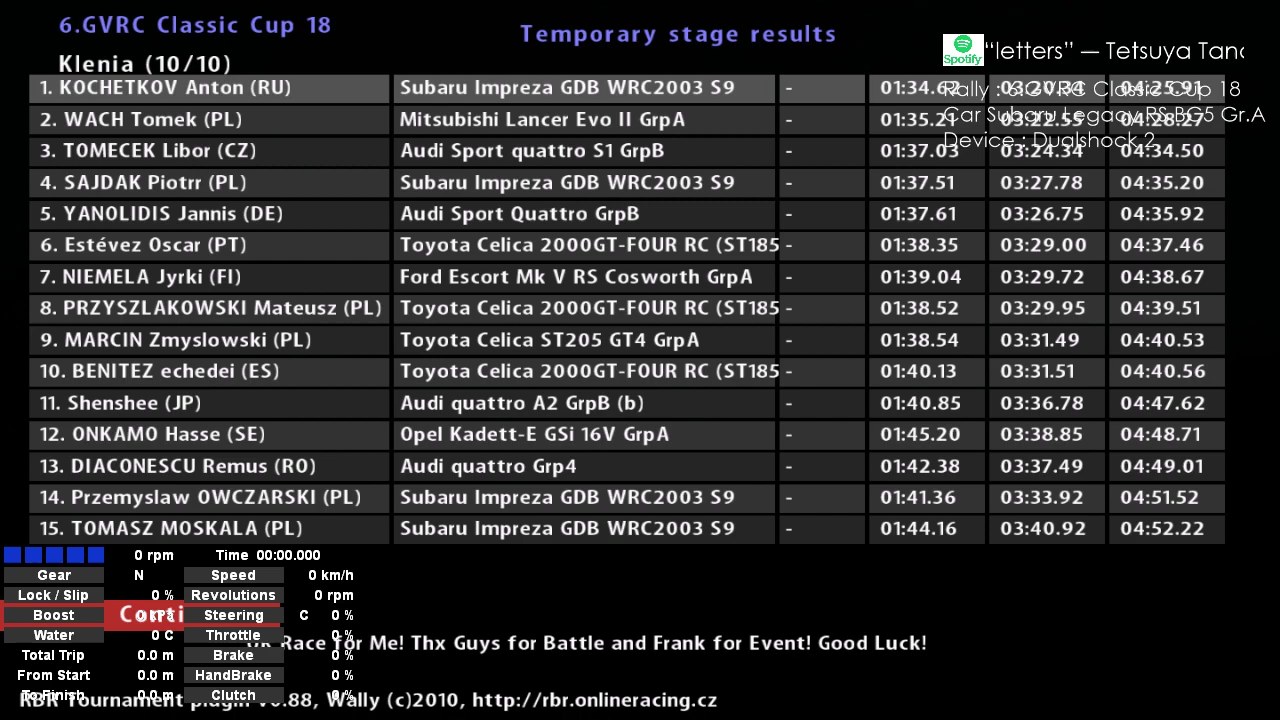 6.GVRC Classic Cup 18
Temporary stage results
Spotify "letters" — Tetsuya Tana
Klenia (10/10)
Rally : 6.GVRC Classic Cup 18
Car Subaru Legacy RS BC5 Gr.A
Device : Dualshock 2
1. KOCHETKOV Anton (RU) Subaru Impreza GDB WRC2003 S9 - 01:34.62 03:20.34 04:25.91
2. WACH Tomek (PL) Mitsubishi Lancer Evo II GrpA - 01:35.21 03:22.55 04:28.27
3. TOMECEK Libor (CZ) Audi Sport quattro S1 GrpB - 01:37.03 03:24.34 04:34.50
4. SAJDAK Piotrr (PL) Subaru Impreza GDB WRC2003 S9 - 01:37.51 03:27.78 04:35.20
5. YANOLIDIS Jannis (DE) Audi Sport Quattro GrpB - 01:37.61 03:26.75 04:35.92
6. Estévez Oscar (PT) Toyota Celica 2000GT-FOUR RC (ST185 - 01:38.35 03:29.00 04:37.46
7. NIEMELA Jyrki (FI) Ford Escort Mk V RS Cosworth GrpA - 01:39.04 03:29.72 04:38.67
8. PRZYSZLAKOWSKI Mateusz (PL) Toyota Celica 2000GT-FOUR RC (ST185 - 01:38.52 03:29.95 04:39.51
9. MARCIN Zmyslowski (PL) Toyota Celica ST205 GT4 GrpA - 01:38.54 03:31.49 04:40.53
10. BENITEZ echedei (ES) Toyota Celica 2000GT-FOUR RC (ST185 - 01:40.13 03:31.51 04:40.56
11. Shenshee (JP) Audi quattro A2 GrpB (b) - 01:40.85 03:36.78 04:47.62
12. ONKAMO Hasse (SE) Opel Kadett-E GSi 16V GrpA - 01:45.20 03:38.85 04:48.71
13. DIACONESCU Remus (RO) Audi quattro Grp4 - 01:42.38 03:37.49 04:49.01
14. Przemyslaw OWCZARSKI (PL) Subaru Impreza GDB WRC2003 S9 - 01:41.36 03:33.92 04:51.52
15. TOMASZ MOSKALA (PL) Subaru Impreza GDB WRC2003 S9 - 01:44.16 03:40.92 04:52.22
0 rpm Time 00:00.000
Gear N Speed 0 km/h
Lock / Slip 0 % Revolutions 0 rpm
Boost Steering C 0 %
Water 0 C Throttle 0 %
Race for Me! Thx Guys for Battle and Frank for Event! Good Luck!
Total Trip 0.0 m Brake 0 %
From Start 0.0 m HandBrake 0 %
To Finish 0.0 m Clutch 0 %
RBR Tournament plugin v0.88, Wally (c)2010, http://rbr.onlineracing.cz